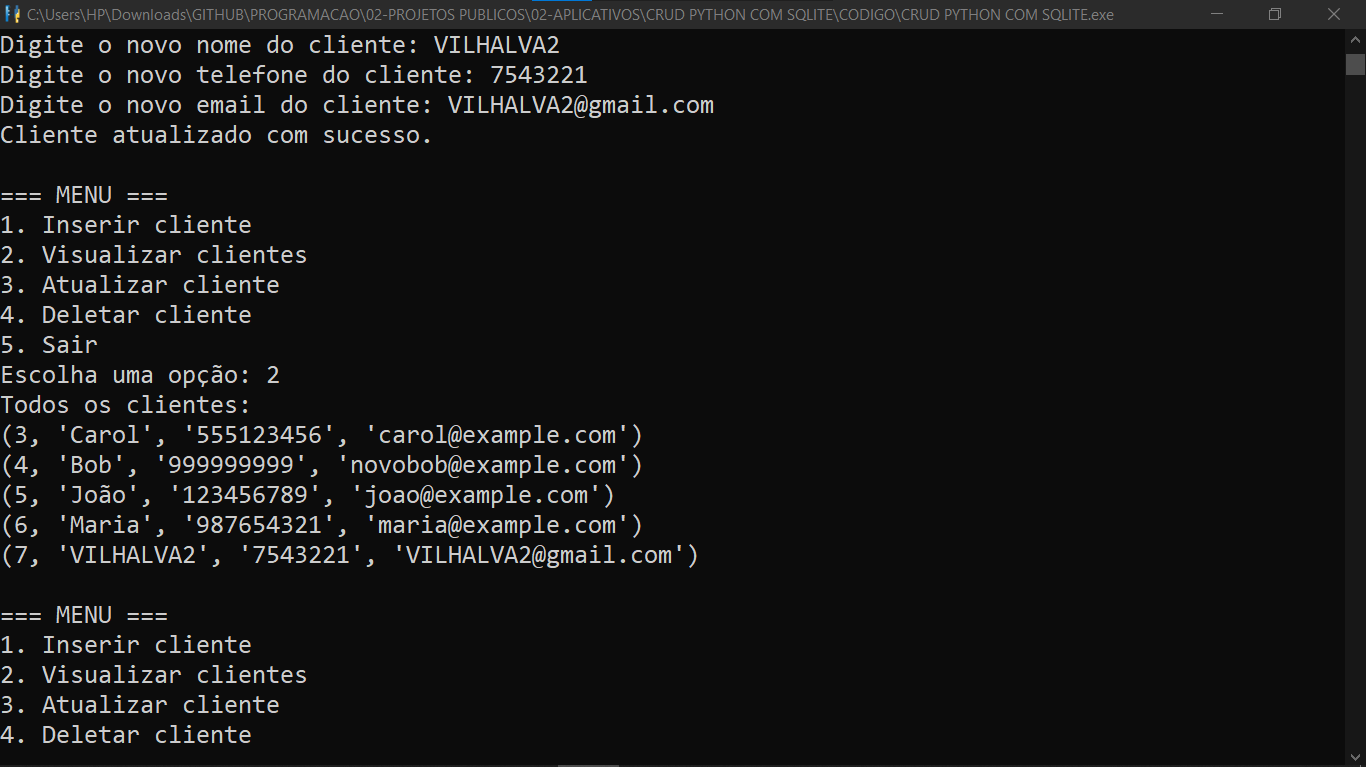 C:\Users\HP\Downloads\GITHUB\PROGRAMACAO\02-PROJETOS PUBLICOS\02-APLICATIVOS\CRUD PYTHON COM SQLITE\CODIGO\CRUD PYTHON COM SQLITE.exe
Digite o novo nome do cliente: VILHALVA2
Digite o novo telefone do cliente: 7543221
Digite o novo email do cliente: VILHALVA2@gmail.com
Cliente atualizado com sucesso.
=== MENU ===
1. Inserir cliente
2. Visualizar clientes
3. Atualizar cliente
4. Deletar cliente
5. Sair
Escolha uma opção: 2
Todos os clientes:
(3, 'Carol', '555123456', 'carol@example.com')
(4, 'Bob', '999999999', 'novobob@example.com')
(5, 'João', '123456789', 'joao@example.com')
(6, 'Maria', '987654321', 'maria@example.com')
(7, 'VILHALVA2', '7543221', 'VILHALVA2@gmail.com')
=== MENU ===
1. Inserir cliente
2. Visualizar clientes
3. Atualizar cliente
4. Deletar cliente